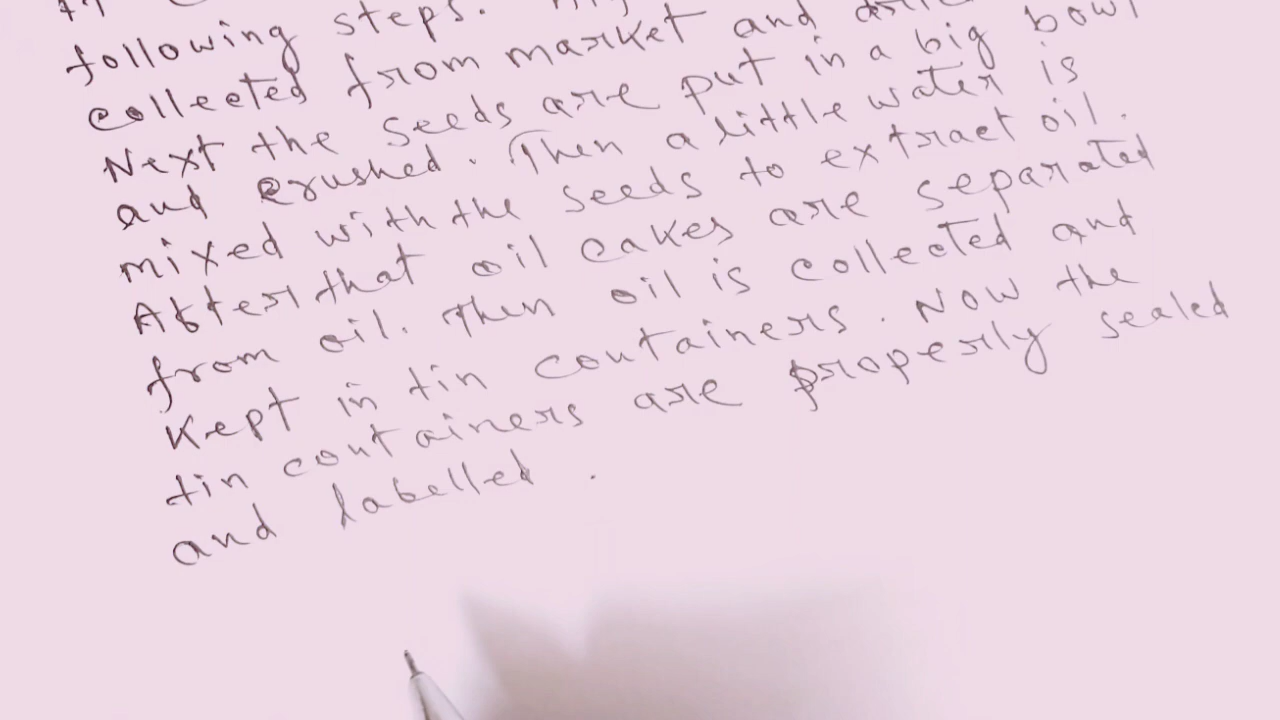 following steps.
collected from market and
Next the seeds are put in a big bowl
and crushed. Then a little water is
mixed with the seeds to extract oil.
After that oil cakes are separated
from oil. Then oil is collected and
Kept in tin containers. Now the
tin containers are properly sealed
and labelled.